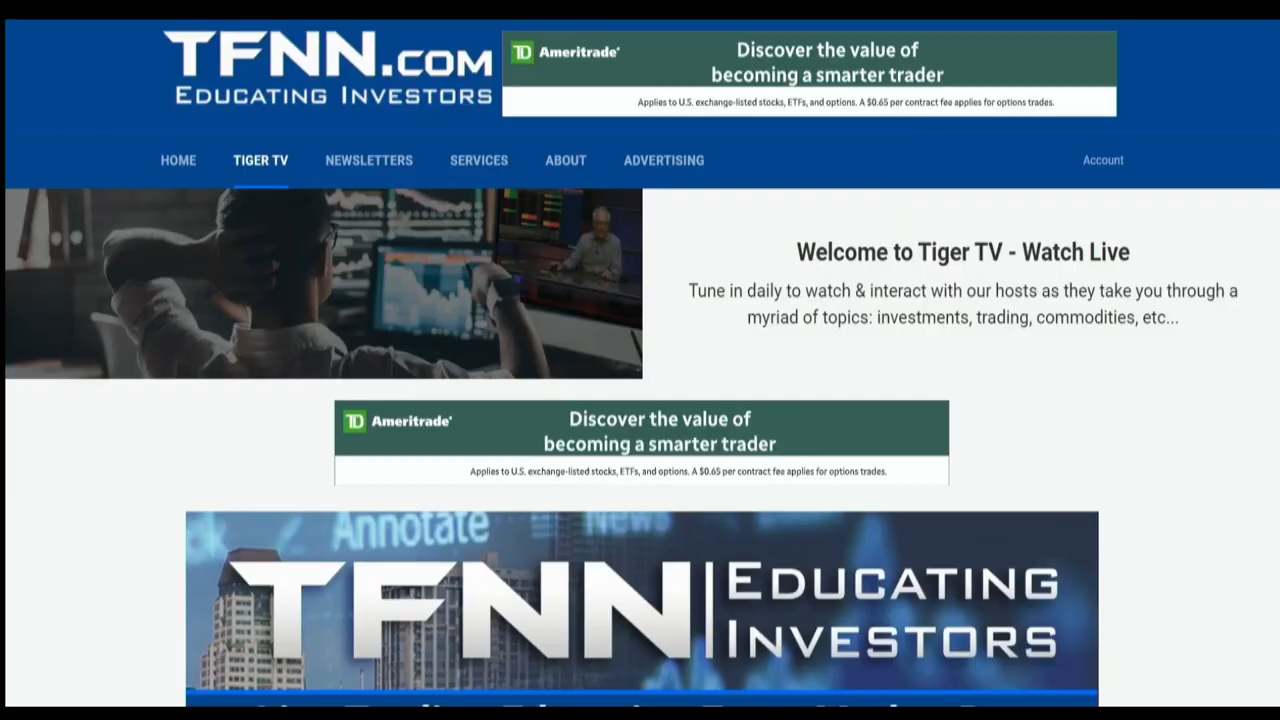 TFNN.COM
EDUCATING INVESTORS
TD Ameritrade
Discover the value of
becoming a smarter trader
Applies to U.S. exchange-listed stocks, ETFs, and options. A $0.65 per contract fee applies for options trades.
HOME TIGER TV NEWSLETTERS SERVICES ABOUT ADVERTISING Account
Welcome to Tiger TV - Watch Live
Tune in daily to watch & interact with our hosts as they take you through a
myriad of topics: investments, trading, commodities, etc...
TD Ameritrade
Discover the value of
becoming a smarter trader
Applies to U.S. exchange-listed stocks, ETFs, and options. A $0.65 per contract fee applies for options trades.
Annotate News
TFNN EDUCATING
INVESTORS